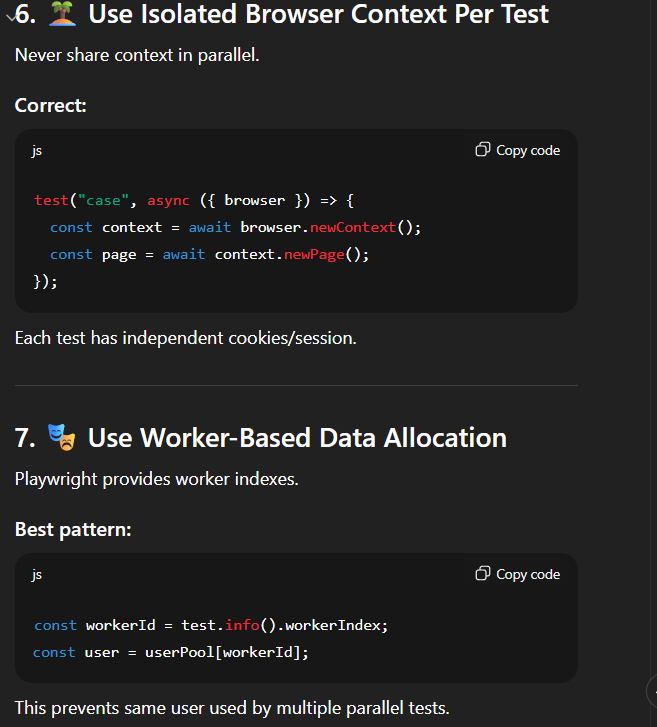 6. 🏝️ Use Isolated Browser Context Per Test
Never share context in parallel.
Correct:
js
Copy code
test("case", async ({ browser }) => {
  const context = await browser.newContext();
  const page = await context.newPage();
});
Each test has independent cookies/session.
7. 🎭 Use Worker-Based Data Allocation
Playwright provides worker indexes.
Best pattern:
js
Copy code
const workerId = test.info().workerIndex;
const user = userPool[workerId];
This prevents same user used by multiple parallel tests.